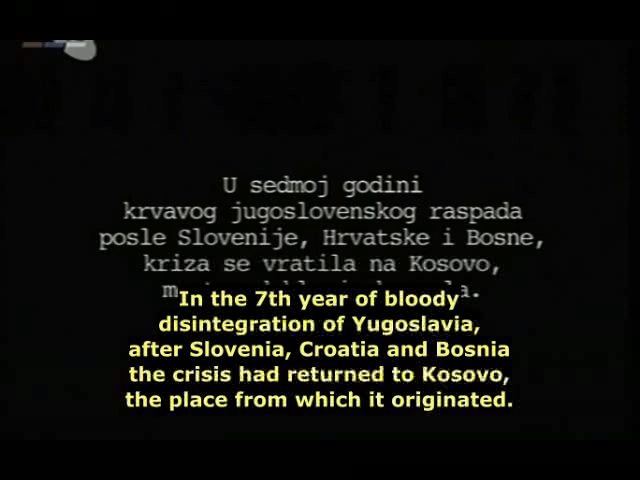 U sedmoj godini
krvavog jugoslovenskog raspada
posle Slovenije, Hrvatske i Bosne,
kriza se vratila na Kosovo,
In the 7th year of bloody
disintegration of Yugoslavia,
after Slovenia, Croatia and Bosnia
the crisis had returned to Kosovo,
the place from which it originated.